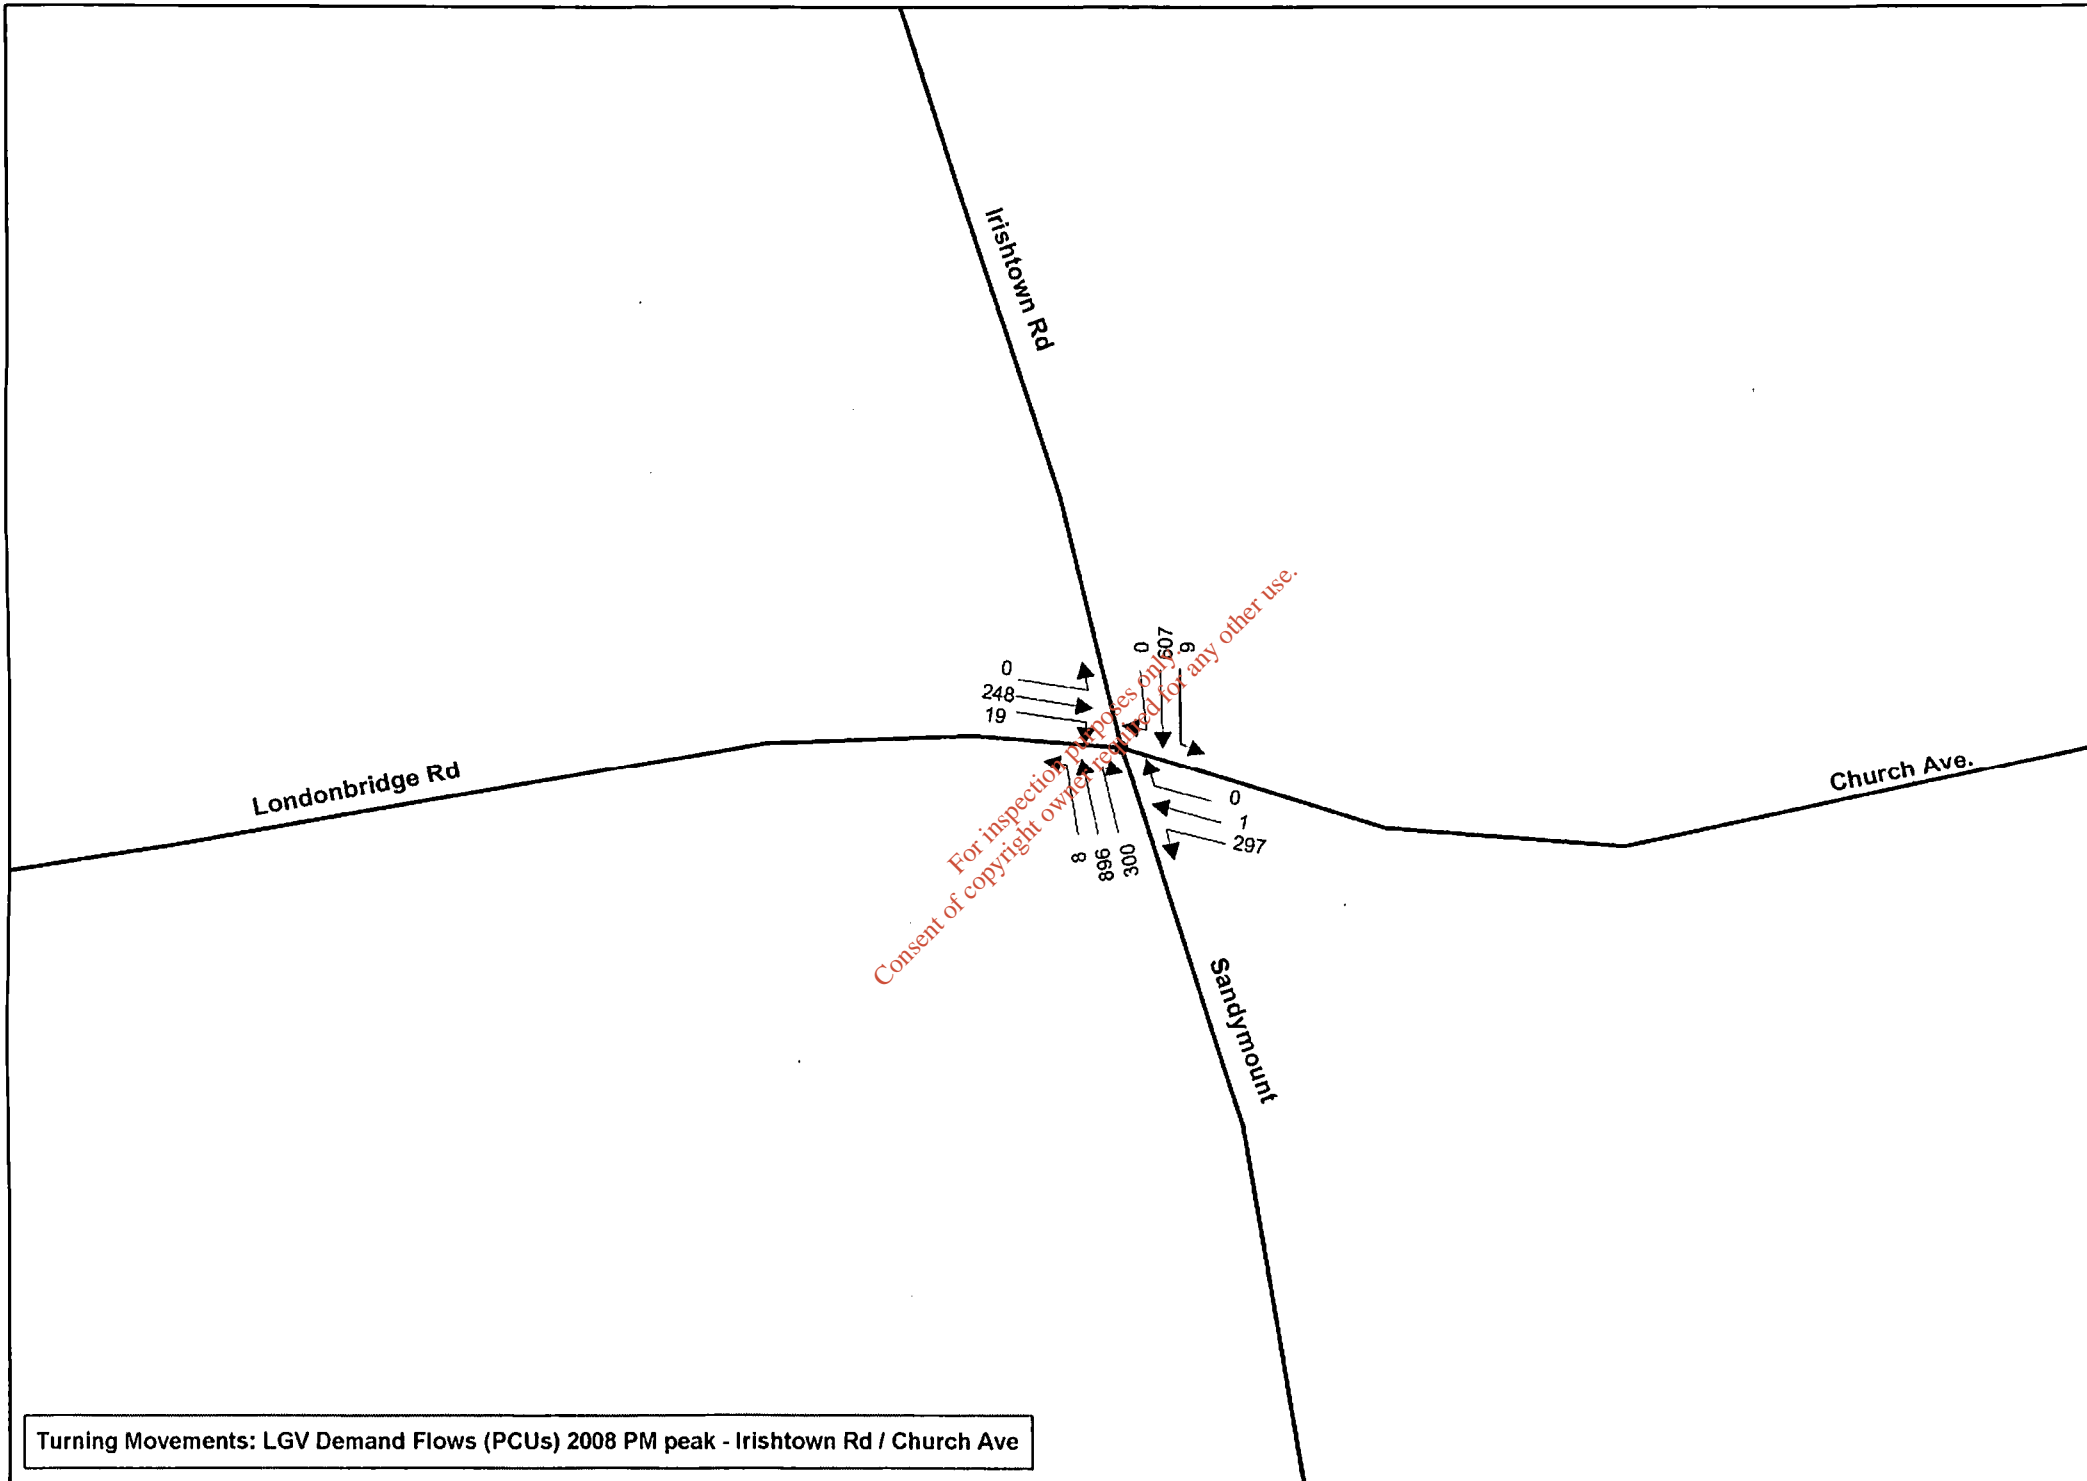 Irishtown Rd
0
607
9
0
248
19
Londonbridge Rd
Church Ave.
0
1
297
8
896
300
For inspection purposes only.
Consent of copyright owner required for any other use.
Sandymount
Turning Movements: LGV Demand Flows (PCUs) 2008 PM peak - Irishtown Rd / Church Ave